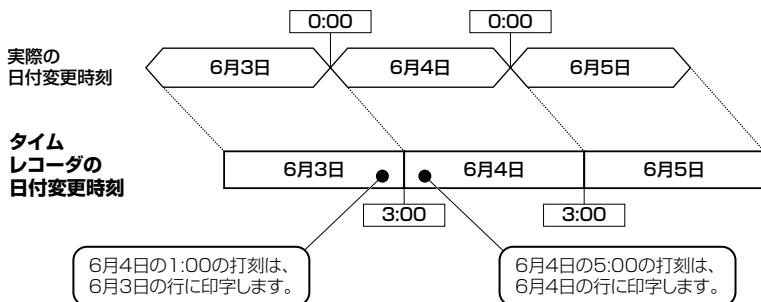 0:00 0:00
実際の
日付変更時刻
6月3日 6月4日 6月5日
タイム
レコーダの
日付変更時刻
6月3日 6月4日 6月5日
3:00 3:00
6月4日の1:00の打刻は、
6月3日の行に印字します。
6月4日の5:00の打刻は、
6月4日の行に印字します。